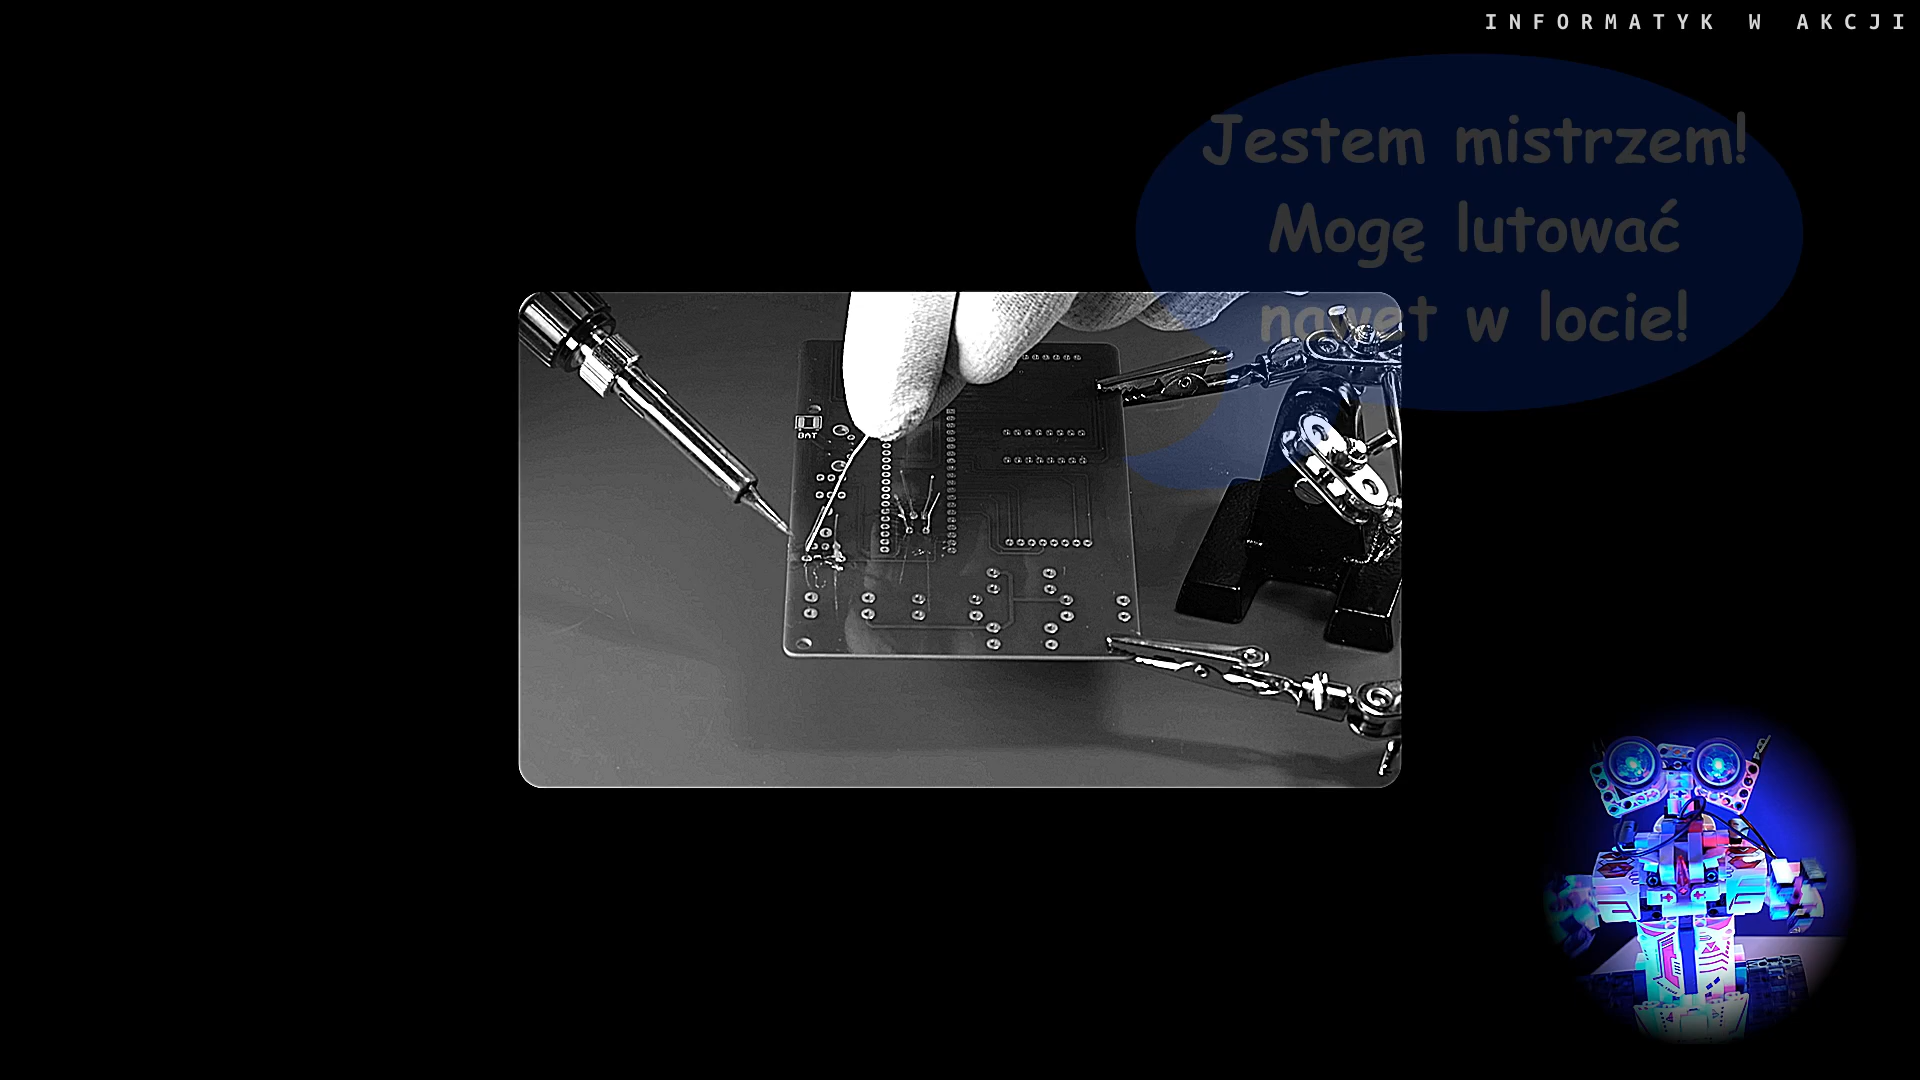 INFORMATYK W AKCJI
Jestem mistrzem!
Mogę lutować
nawet w locie!
BAT